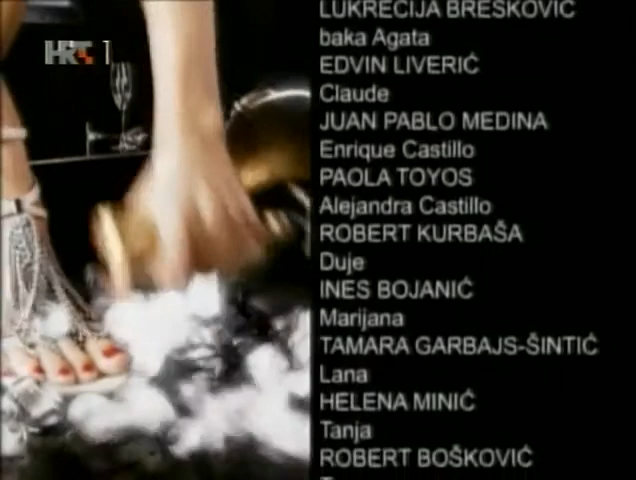 HRT 1
LUKRECIJA BREŠKOVIĆ
baka Agata
EDVIN LIVERIĆ
Claude
JUAN PABLO MEDINA
Enrique Castillo
PAOLA TOYOS
Alejandra Castillo
ROBERT KURBAŠA
Duje
INES BOJANIĆ
Marijana
TAMARA GARBAJS-ŠINTIĆ
Lana
HELENA MINIĆ
Tanja
ROBERT BOŠKOVIĆ